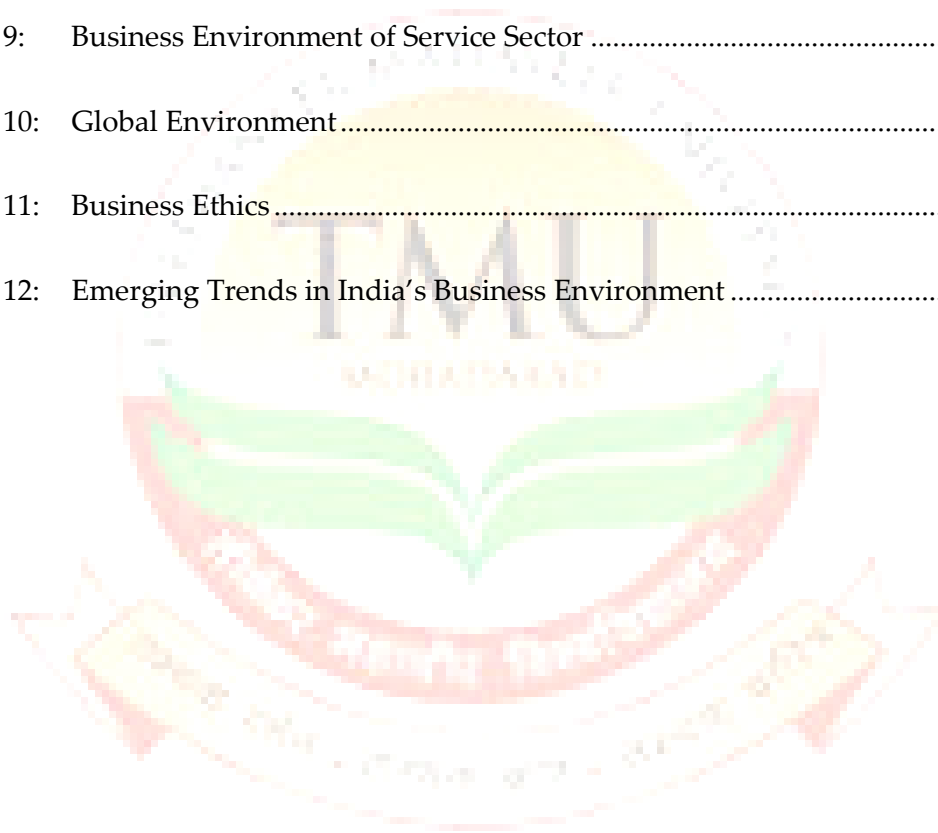 9: Business Environment of Service Sector ....................................
10: Global Environment ........................................................................
11: Business Ethics ...................................................................................
12: Emerging Trends in India’s Business Environment .........................
TMU
MORADABAD